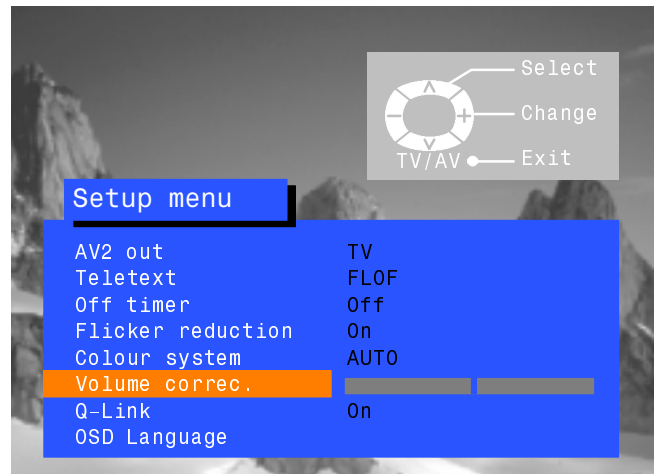 Select
Change
TV/AV Exit
Setup menu
AV2 out TV
Teletext FLOF
Off timer Off
Flicker reduction On
Colour system AUTO
Volume correc.
Q-Link On
OSD Language